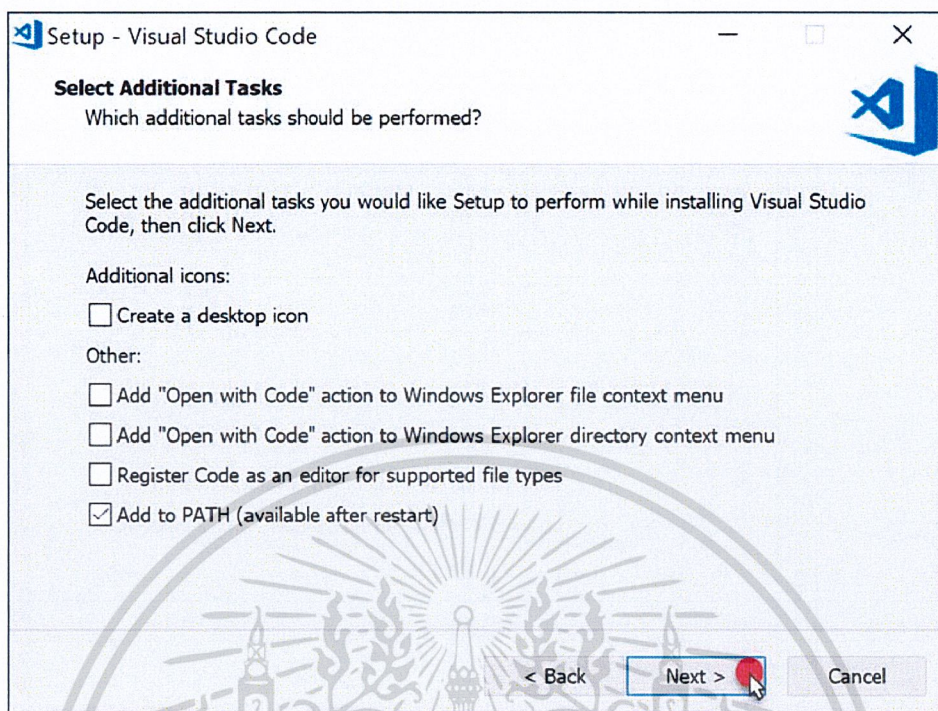 Setup - Visual Studio Code
Select Additional Tasks
Which additional tasks should be performed?
Select the additional tasks you would like Setup to perform while installing Visual Studio
Code, then click Next.
Additional icons:
Create a desktop icon
Other:
Add "Open with Code" action to Windows Explorer file context menu
Add "Open with Code" action to Windows Explorer directory context menu
Register Code as an editor for supported file types
Add to PATH (available after restart)
< Back Next > Cancel